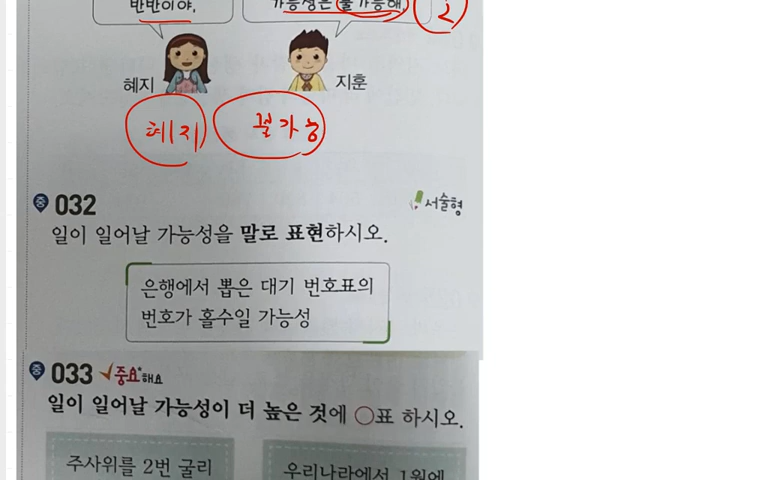 반반이야.
가능성은 불가능해
2
혜지
지훈
혜지
불가능
중 032
서술형
일이 일어날 가능성을 말로 표현하시오.
은행에서 뽑은 대기 번호표의
번호가 홀수일 가능성
중 033 중요해요
일이 일어날 가능성이 더 높은 것에 ○표 하시오.
주사위를 2번 굴리
우리나라에서 1월에